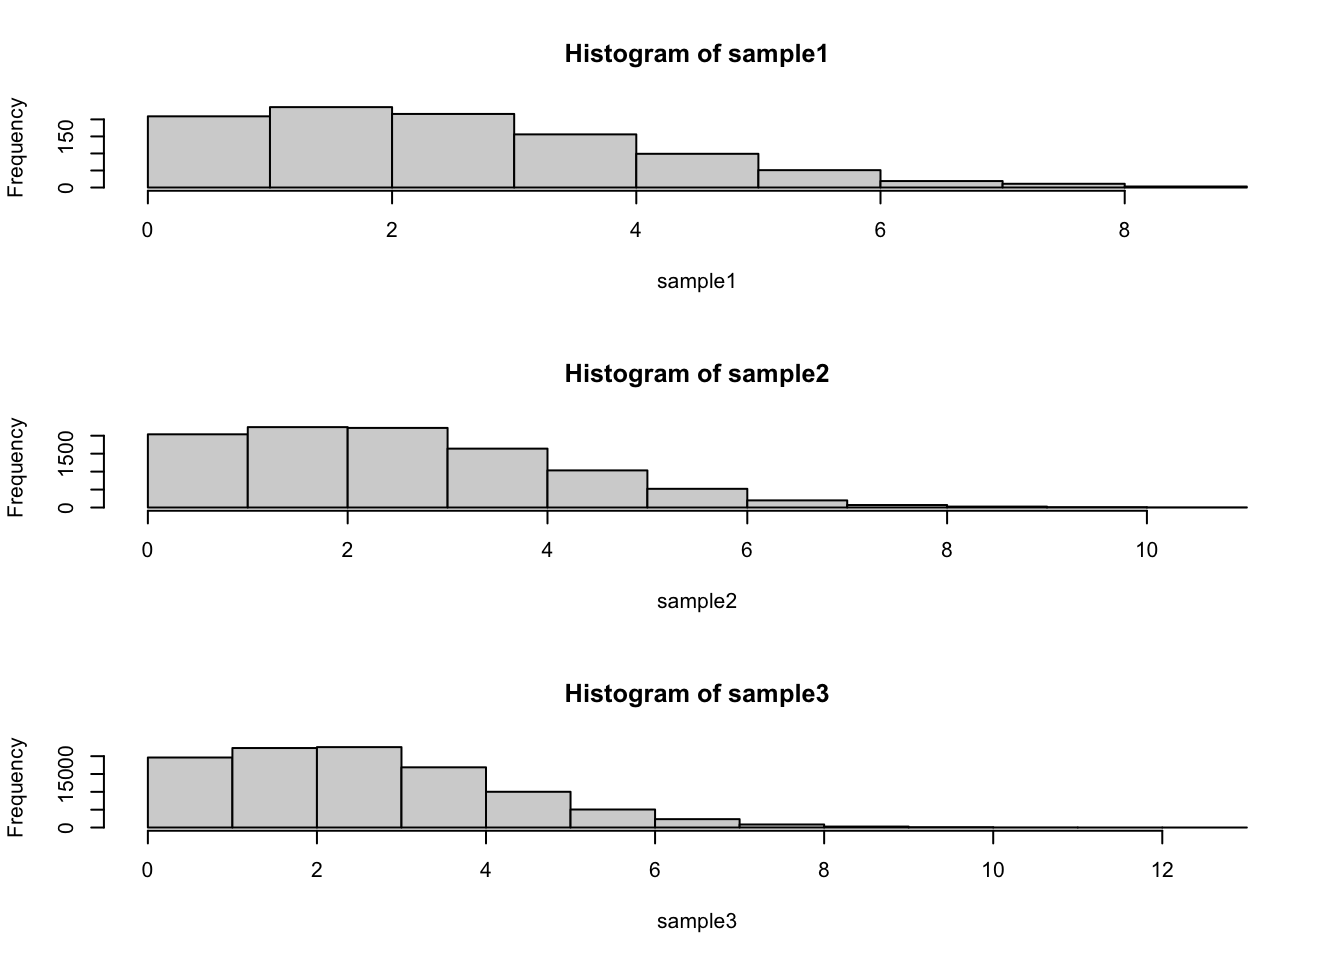 Histogram of sample1
Frequency
150
0
0 2 4 6 8
sample1
Histogram of sample2
Frequency
1500
0
0 2 4 6 8 10
sample2
Histogram of sample3
Frequency
15000
0
0 2 4 6 8 10 12
sample3